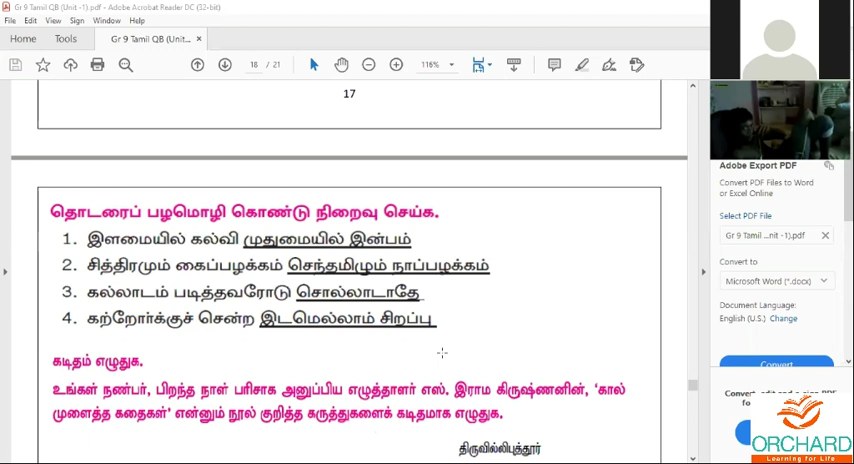 Gr 9 Tamil QB (Unit -1).pdf - Adobe Acrobat Reader DC (32-bit)
File Edit View Sign Window Help
Home Tools Gr 9 Tamil QB (Unit... ×
18 / 21 116%
17
தொடரைப் பழமொழி கொண்டு நிறைவு செய்க.
1. இளமையில் கல்வி முதுமையில் இன்பம்
2. சித்திரமும் கைப்பழக்கம் செந்தமிழும் நாப்பழக்கம்
3. கல்லாடம் படித்தவரோடு சொல்லாடாதே
4. கற்றோர்க்குச் சென்ற இடமெல்லாம் சிறப்பு
கடிதம் எழுதுக.
உங்கள் நண்பர், பிறந்த நாள் பரிசாக அனுப்பிய எழுத்தாளர் எஸ். இராம கிருஷ்ணனின், ‘கால்
முளைத்த கதைகள்’ என்னும் நூல் குறித்த கருத்துகளைக் கடிதமாக எழுதுக.
திருவில்லிபுத்தூர்
Adobe Export PDF
Convert PDF Files to Word
or Excel Online
Select PDF File
Gr 9 Tamil ...nit -1).pdf ×
Convert to
Microsoft Word (*.docx)
Document Language:
English (U.S.) Change
Convert
ORCHARD
Learning for Life